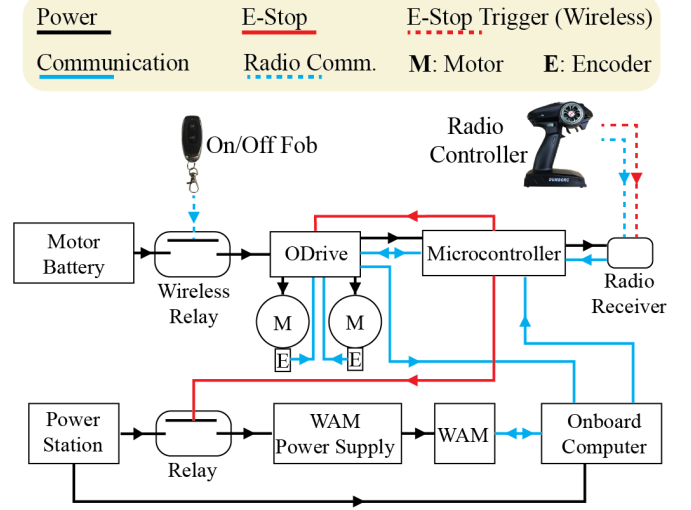 Power
E-Stop
E-Stop Trigger (Wireless)
Communication
Radio Comm.
M: Motor
E: Encoder
On/Off Fob
Radio
Controller
Motor
Battery
Wireless
Relay
ODrive
Microcontroller
Radio
Receiver
M
M
E
E
Power
Station
Relay
WAM
Power Supply
WAM
Onboard
Computer